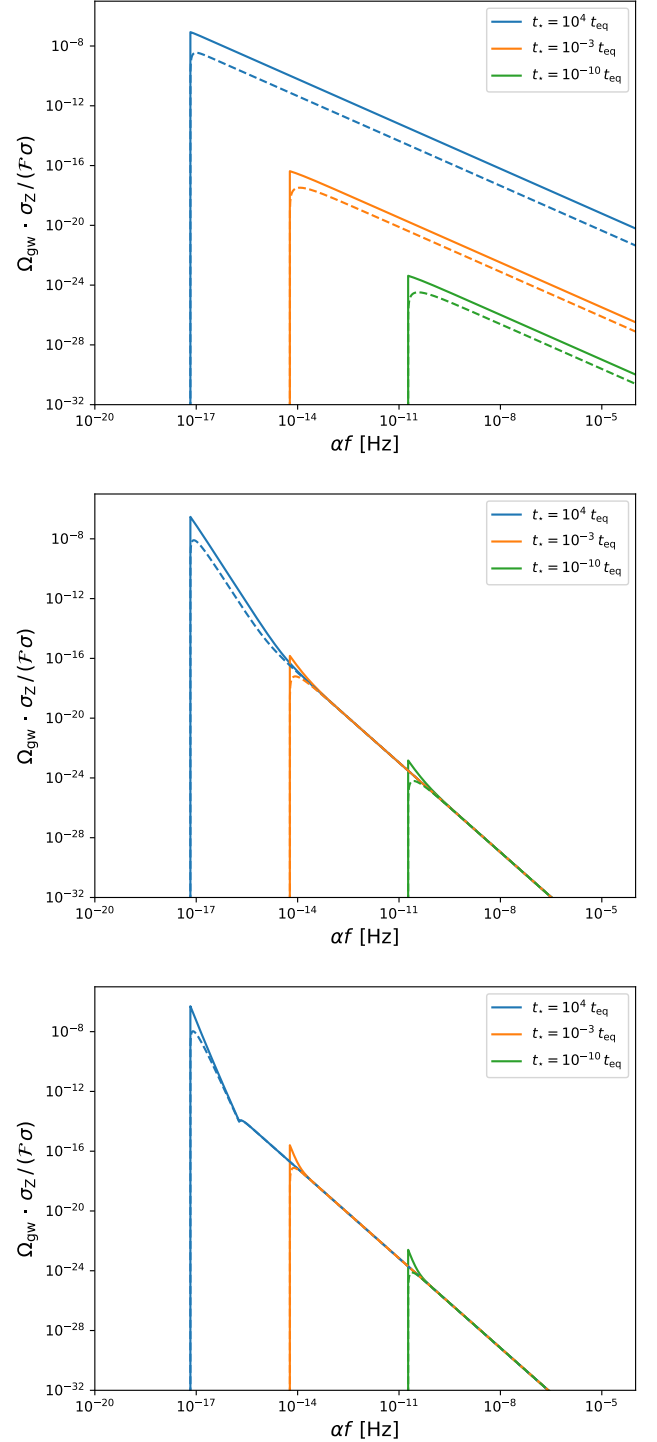 t⋆ = 10⁴ t_eq
t⋆ = 10⁻³ t_eq
t⋆ = 10⁻¹⁰ t_eq
Ω_gw · σ_Z / (ℱσ)
10⁻⁸
10⁻¹²
10⁻¹⁶
10⁻²⁰
10⁻²⁴
10⁻²⁸
10⁻³²
10⁻²⁰ 10⁻¹⁷ 10⁻¹⁴ 10⁻¹¹ 10⁻⁸ 10⁻⁵
αf [Hz]
t⋆ = 10⁴ t_eq
t⋆ = 10⁻³ t_eq
t⋆ = 10⁻¹⁰ t_eq
Ω_gw · σ_Z / (ℱσ)
10⁻⁸
10⁻¹²
10⁻¹⁶
10⁻²⁰
10⁻²⁴
10⁻²⁸
10⁻³²
10⁻²⁰ 10⁻¹⁷ 10⁻¹⁴ 10⁻¹¹ 10⁻⁸ 10⁻⁵
αf [Hz]
t⋆ = 10⁴ t_eq
t⋆ = 10⁻³ t_eq
t⋆ = 10⁻¹⁰ t_eq
Ω_gw · σ_Z / (ℱσ)
10⁻⁸
10⁻¹²
10⁻¹⁶
10⁻²⁰
10⁻²⁴
10⁻²⁸
10⁻³²
10⁻²⁰ 10⁻¹⁷ 10⁻¹⁴ 10⁻¹¹ 10⁻⁸ 10⁻⁵
αf [Hz]